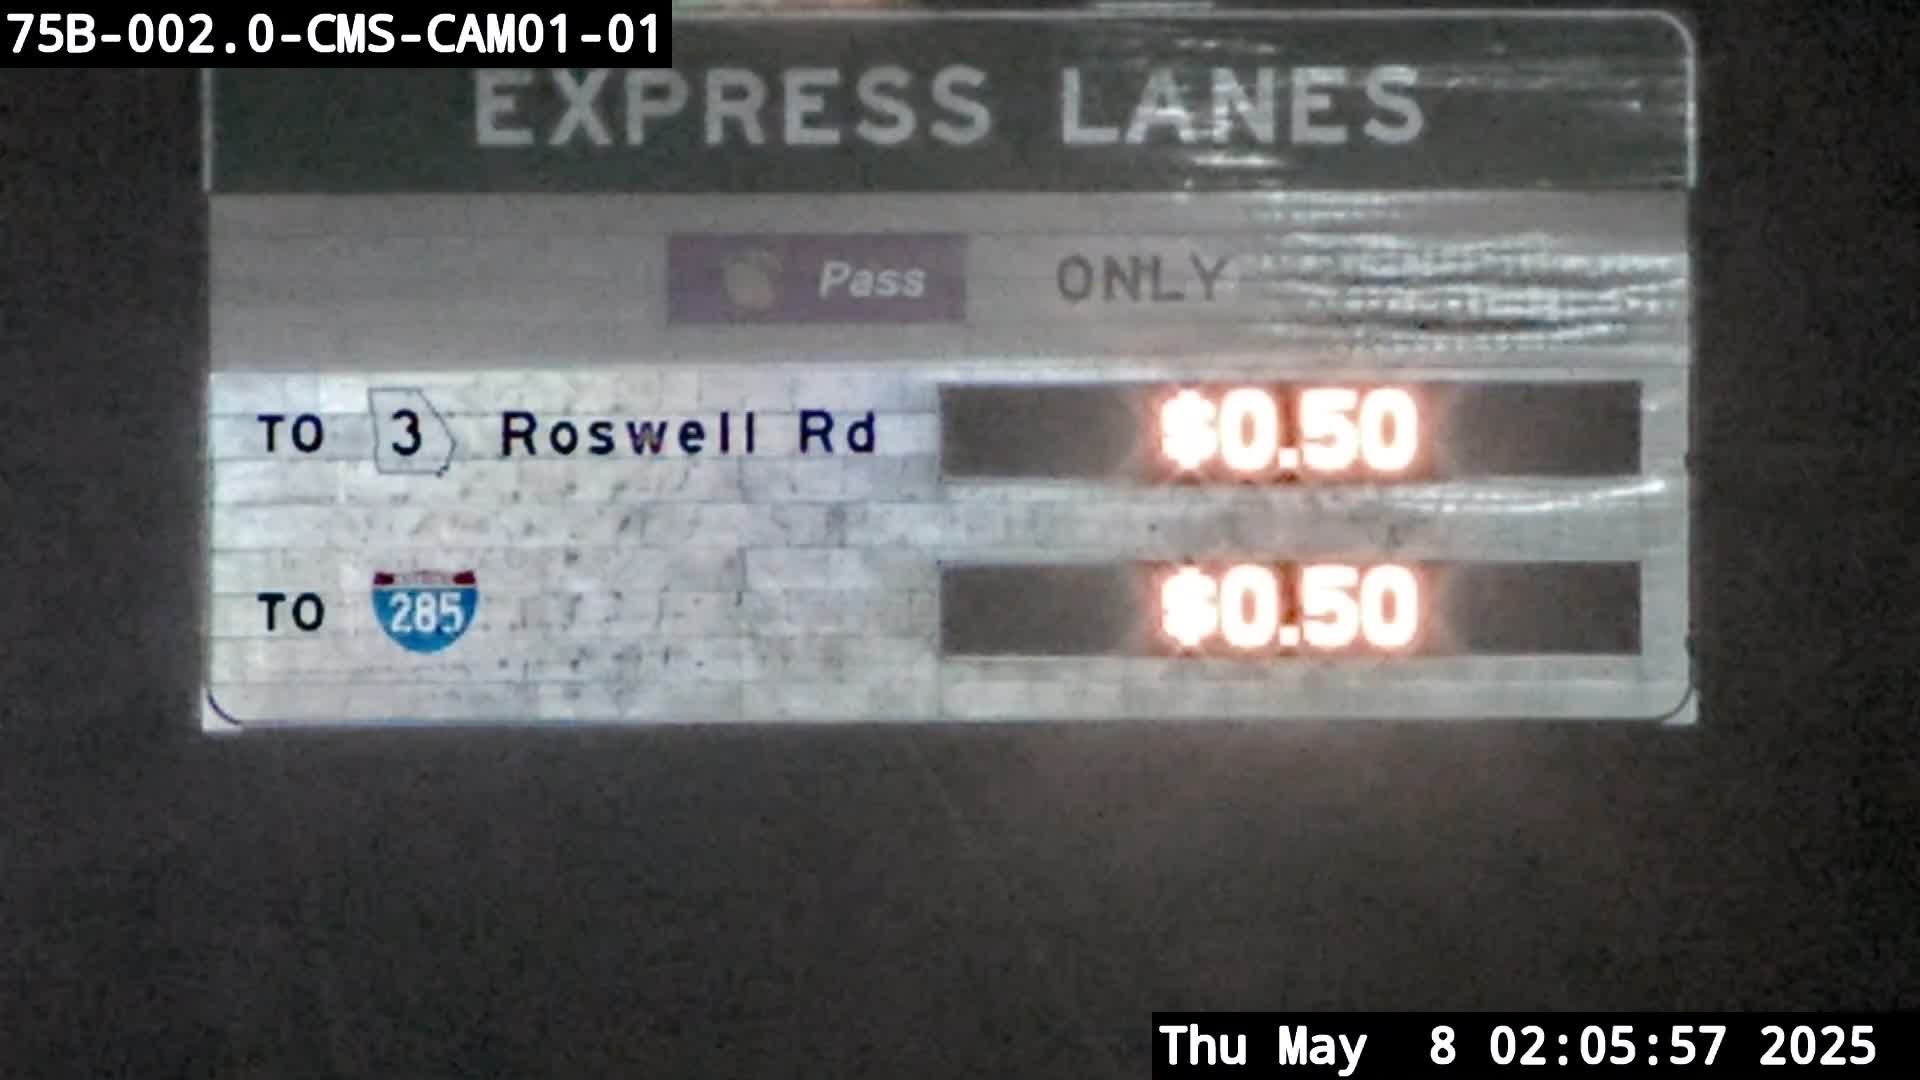 75B-002.0-CMS-CAM01-01
EXPRESS LANES
Pass ONLY
TO 3 Roswell Rd $0.50
TO 285 $0.50
Thu May 8 02:05:57 2025